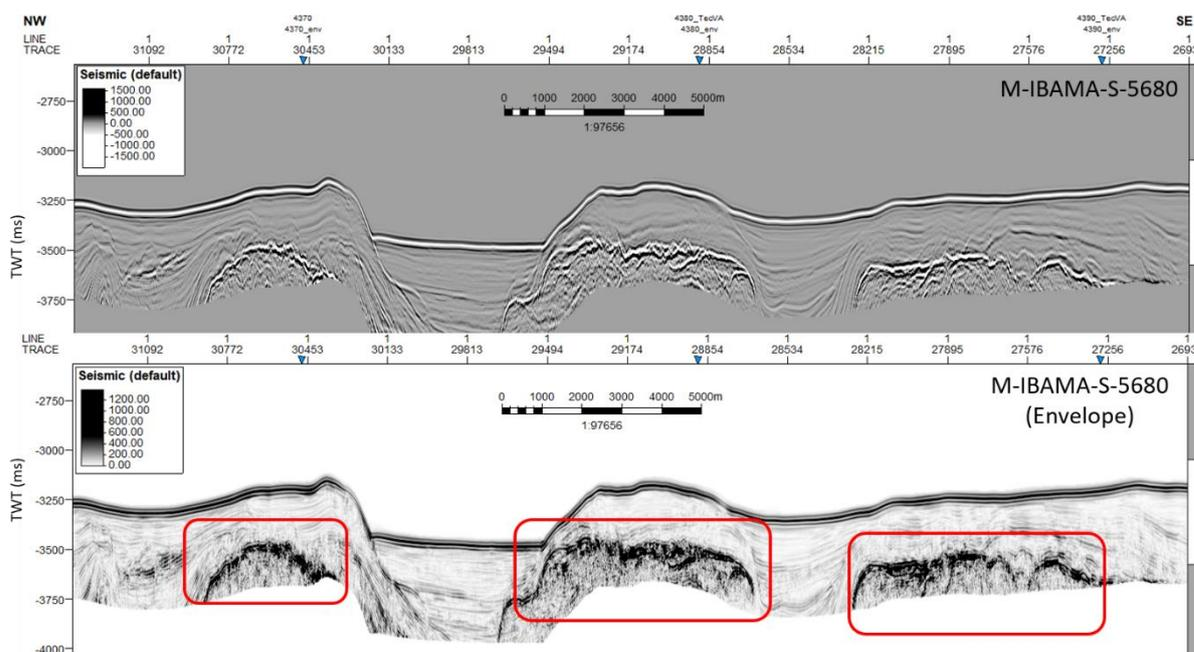 NW 4370 4380_TecVA 4390_TecVA SE
4370_env 4380_env 4390_env
LINE 1 1 1 1 1 1 1 1 1 1 1 1 1
TRACE 31092 30772 30453 30133 29813 29494 29174 28854 28534 28215 27895 27576 27256 269
Seismic (default)
1500.00
1000.00
500.00
0.00
-500.00
-1000.00
-1500.00
M-IBAMA-S-5680
0 1000 2000 3000 4000 5000m
1:97656
TWT (ms)
-2750
-3000
-3250
-3500
-3750
LINE 1 1 1 1 1 1 1 1 1 1 1 1 1
TRACE 31092 30772 30453 30133 29813 29494 29174 28854 28534 28215 27895 27576 27256 269
Seismic (default)
1200.00
1000.00
800.00
600.00
400.00
200.00
0.00
M-IBAMA-S-5680
(Envelope)
0 1000 2000 3000 4000 5000m
1:97656
TWT (ms)
-2750
-3000
-3250
-3500
-3750
-4000